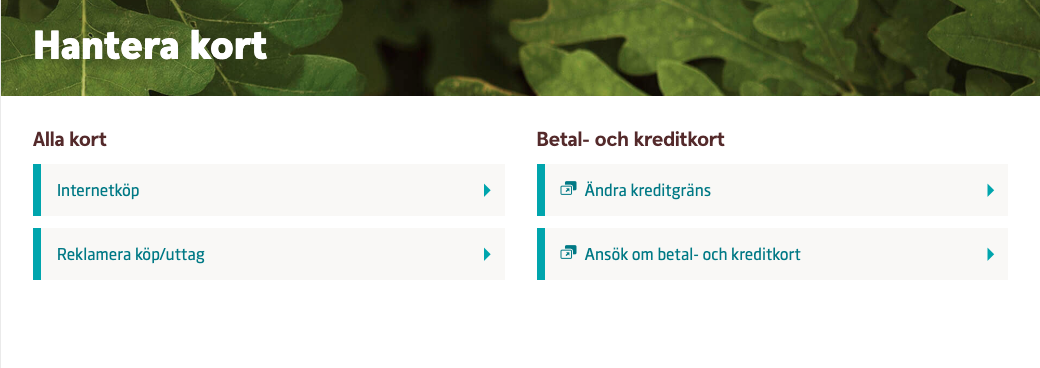 Hantera kort
Alla kort
Internetköp
Reklamera köp/uttag
Betal- och kreditkort
Ändra kreditgräns
Ansök om betal- och kreditkort